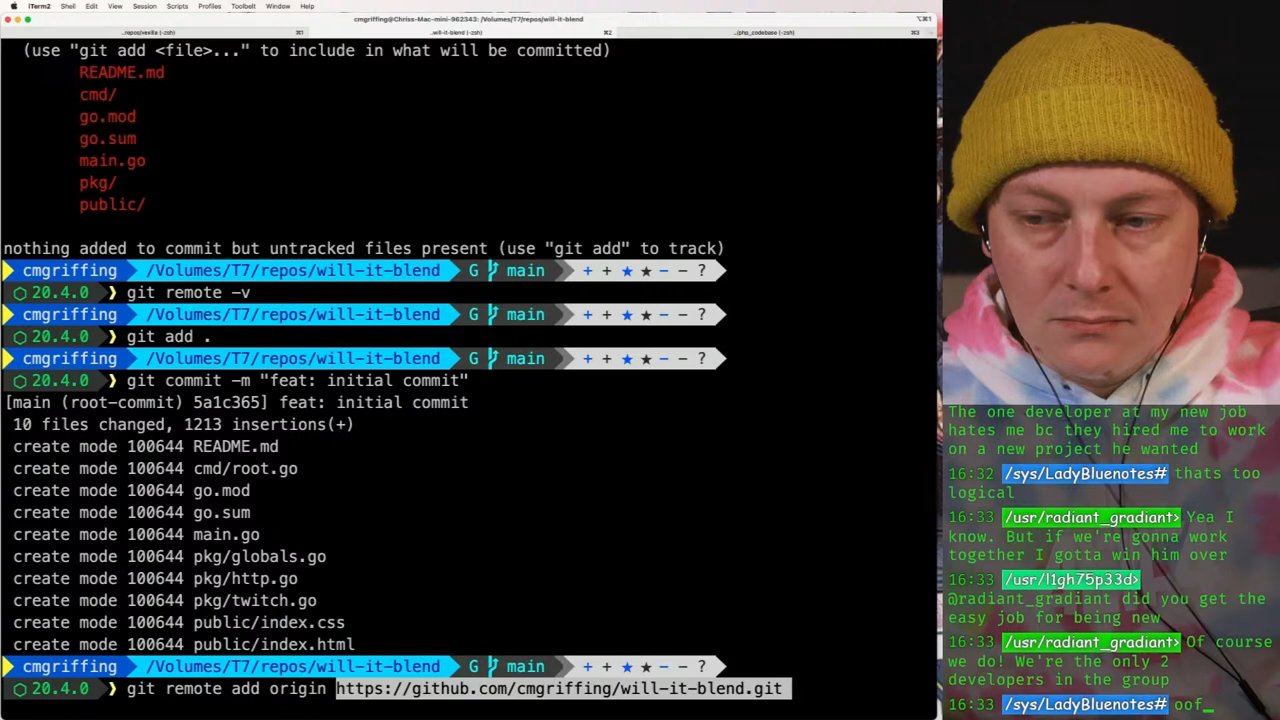 iTerm2 Shell Edit View Session Scripts Profiles Toolbelt Window Help
cmgriffing@Chriss-Mac-mini-962343: /Volumes/T7/repos/will-it-blend ⌥⌘1
..will-it-blend (-zsh) ⌘2 ../php_codebase (-zsh) ⌘3
(use "git add <file>..." to include in what will be committed)
README.md
cmd/
go.mod
go.sum
main.go
pkg/
public/
nothing added to commit but untracked files present (use "git add" to track)
cmgriffing /Volumes/T7/repos/will-it-blend G main + + ★ ★ − − ?
20.4.0 ❱ git remote -v
cmgriffing /Volumes/T7/repos/will-it-blend G main + + ★ ★ − − ?
20.4.0 ❱ git add .
cmgriffing /Volumes/T7/repos/will-it-blend G main + + ★ ★ − − ?
20.4.0 ❱ git commit -m "feat: initial commit"
[main (root-commit) 5a1c365] feat: initial commit
10 files changed, 1213 insertions(+)
create mode 100644 README.md
create mode 100644 cmd/root.go
create mode 100644 go.mod
create mode 100644 go.sum
create mode 100644 main.go
create mode 100644 pkg/globals.go
create mode 100644 pkg/http.go
create mode 100644 pkg/twitch.go
create mode 100644 public/index.css
create mode 100644 public/index.html
cmgriffing /Volumes/T7/repos/will-it-blend G main + + ★ ★ − − ?
20.4.0 ❱ git remote add origin https://github.com/cmgriffing/will-it-blend.git
The one developer at my new job
hates me bc they hired me to work
on a new project he wanted
16:32 /sys/LadyBluenotes# thats too
logical
16:33 /usr/radiant_gradiant> Yea I
know. But if we're gonna work
together I gotta win him over
16:33 /usr/l1gh75p33d>
@radiant_gradiant did you get the
easy job for being new
16:33 /usr/radiant_gradiant> Of course
we do! We're the only 2
developers in the group
16:33 /sys/LadyBluenotes# oof_